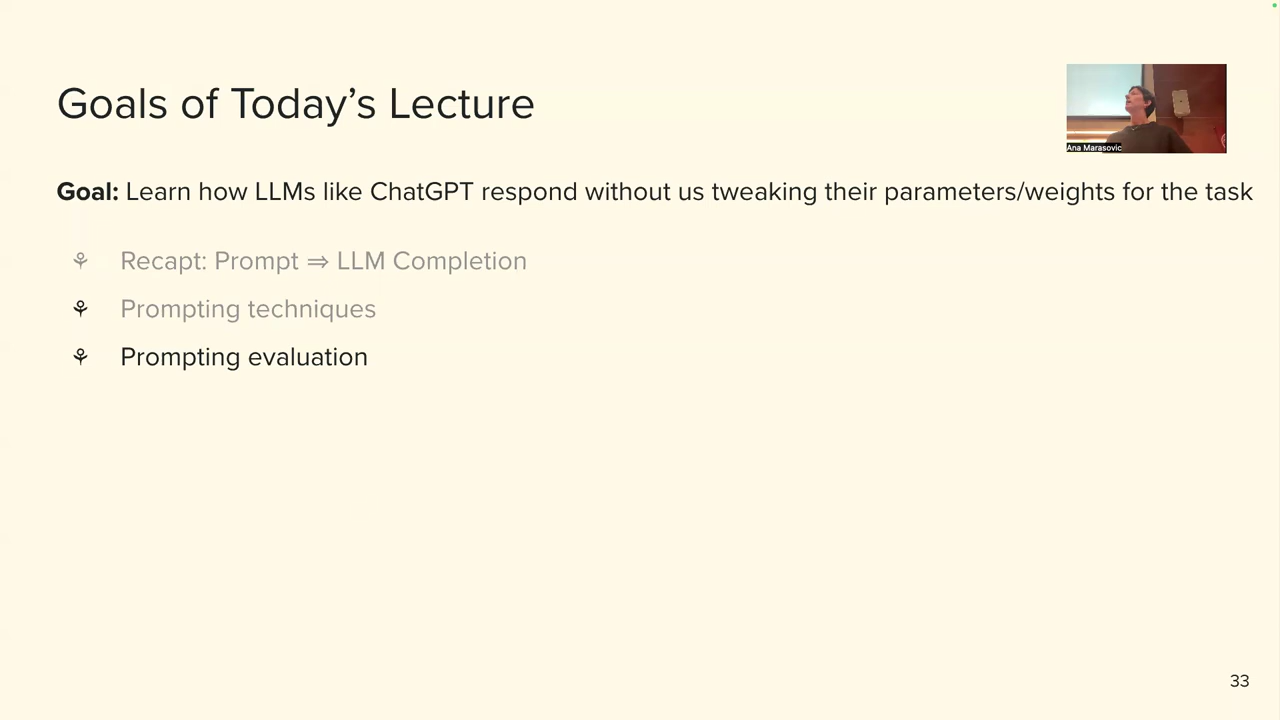 Goals of Today's Lecture
Ana Marasovic
Goal: Learn how LLMs like ChatGPT respond without us tweaking their parameters/weights for the task
Recapt: Prompt ⇒ LLM Completion
Prompting techniques
Prompting evaluation
33